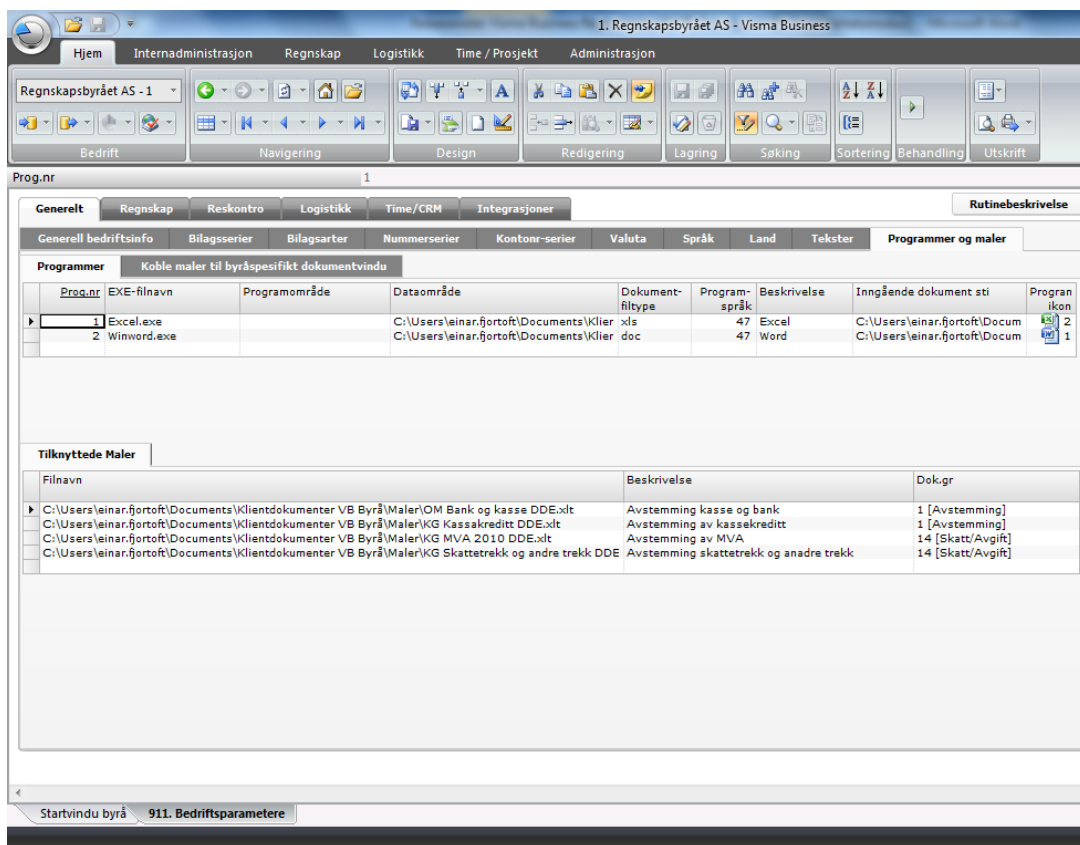 1. Regnskapsbyrået AS - Visma Business
Hjem Internadministrasjon Regnskap Logistikk Time / Prosjekt Administrasjon
Regnskapsbyrået AS - 1
Bedrift Navigering Design Redigering Lagring Søking Sortering Behandling Utskrift
Prog.nr 1
Generelt Regnskap Reskontro Logistikk Time/CRM Integrasjoner Rutinebeskrivelse
Generell bedriftsinfo Bilagsserier Bilagsarter Nummerserier Kontonr-serier Valuta Språk Land Tekster Programmer og maler
Programmer Koble maler til byråspesifikt dokumentvindu
Prog.nr EXE-filnavn Programområde Dataområde Dokument- Program- Beskrivelse Inngående dokument sti Progran
filtype språk ikon
1 Excel.exe C:\Users\einar.fjortoft\Documents\Klier xls 47 Excel C:\Users\einar.fjortoft\Docum 2
2 Winword.exe C:\Users\einar.fjortoft\Documents\Klier doc 47 Word C:\Users\einar.fjortoft\Docum 1
Tilknyttede Maler
Filnavn Beskrivelse Dok.gr
C:\Users\einar.fjortoft\Documents\Klientdokumenter VB Byrå\Maler\OM Bank og kasse DDE.xlt Avstemming kasse og bank 1 [Avstemming]
C:\Users\einar.fjortoft\Documents\Klientdokumenter VB Byrå\Maler\KG Kassakreditt DDE.xlt Avstemming av kassekreditt 1 [Avstemming]
C:\Users\einar.fjortoft\Documents\Klientdokumenter VB Byrå\Maler\KG MVA 2010 DDE.xlt Avstemming av MVA 14 [Skatt/Avgift]
C:\Users\einar.fjortoft\Documents\Klientdokumenter VB Byrå\Maler\KG Skattetrekk og andre trekk DDE Avstemming skattetrekk og anadre trekk 14 [Skatt/Avgift]
Startvindu byrå 911. Bedriftsparametere